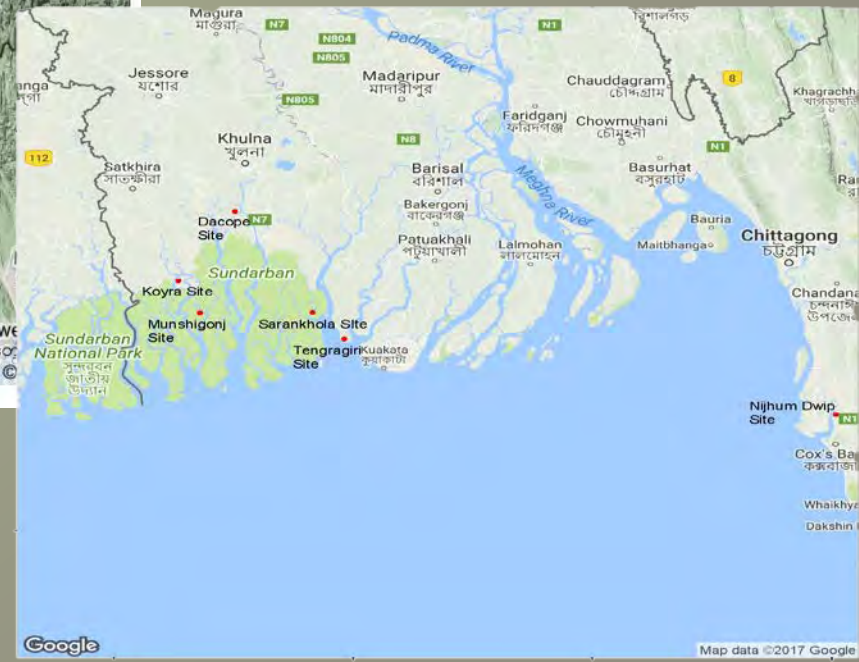 Magura
মাগুরা
N7
N804
N805
Padma River
N1
Jessore
যশোর
N805
Madaripur
মাদারীপুর
Chauddagram
চৌদ্দগ্রাম
8
Khagrachh
112
Khulna
খুলনা
N8
Faridganj
ফরিদগঞ্জ
Chowmuhani
চৌমুহনী
N1
Satkhira
সাতক্ষীরা
Barisal
বরিশাল
Meghna River
Basurhat
বসুরহাট
Dacope
Site
N7
Bakergonj
বাকেরগঞ্জ
Patuakhali
পটুয়াখালী
Lalmohan
লালমোহন
Bauria
Maitbhanga
Chittagong
চট্টগ্রাম
Sundarban
Koyra Site
Munshigonj
Site
Sarankhola Site
Chandana
চন্দনাই
উপজে
Sundarban
National Park
সুন্দরবন
জাতীয়
উদ্যান
Tengragiri
Site
Kuakata
কুয়াকাটা
Nijhum Dwip
Site
N1
Cox's Ba
কক্সবাজা
Whaikhya
Dakshin
Google
Map data ©2017 Google